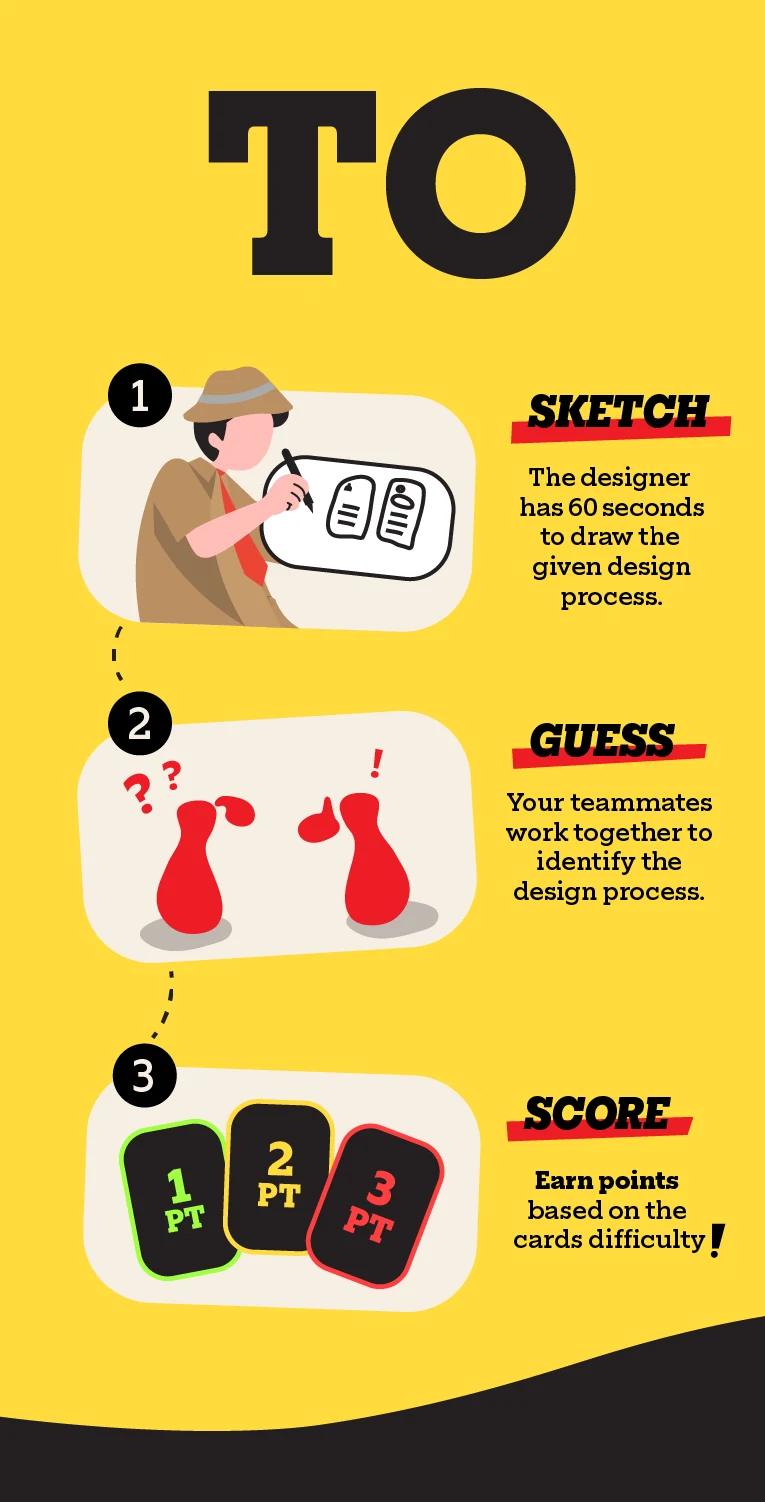 TO
1
SKETCH
The designer
has 60 seconds
to draw the
given design
process.
2
? ?
!
GUESS
Your teammates
work together to
identify the
design process.
3
1
PT
2
PT
3
PT
SCORE
Earn points
based on the
cards difficulty!